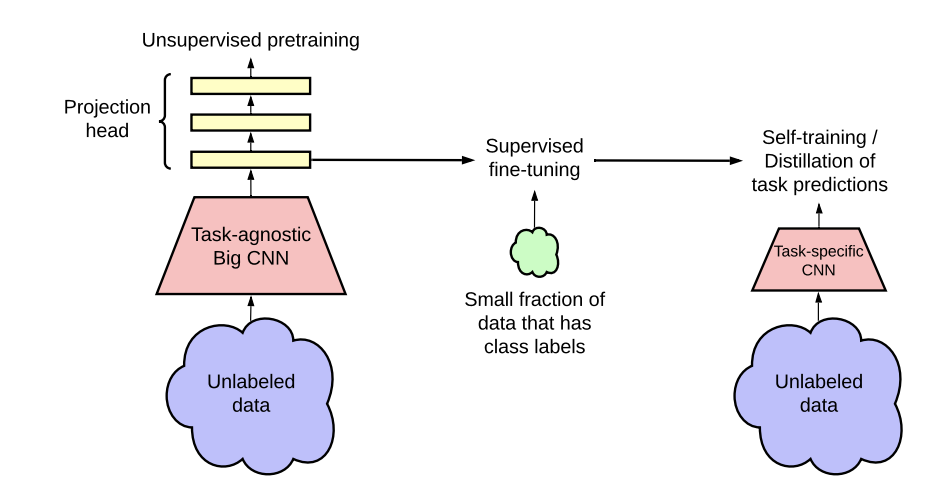 Unsupervised pretraining
Projection
head
Task-agnostic
Big CNN
Unlabeled
data
Supervised
fine-tuning
Small fraction of
data that has
class labels
Self-training /
Distillation of
task predictions
Task-specific
CNN
Unlabeled
data